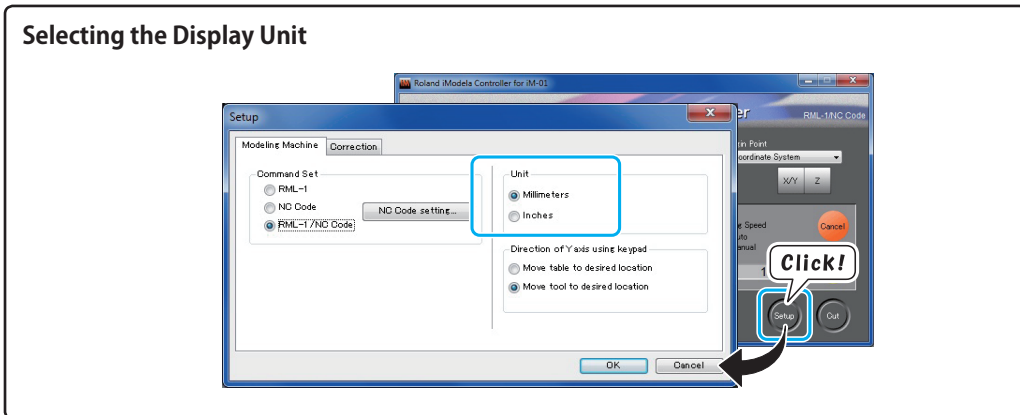 Selecting the Display Unit
Roland iModela Controller for iM-01
RML-1/NC Code
Coordinate System
X/Y
Z
Cancel
Click!
Setup
Cut
Setup
Modeling Machine
Correction
Command Set
RML-1
NC Code
NC Code setting...
RML-1/NC Code
Unit
Millimeters
Inches
Direction of Y axis using keypad
Move table to desired location
Move tool to desired location
OK
Cancel